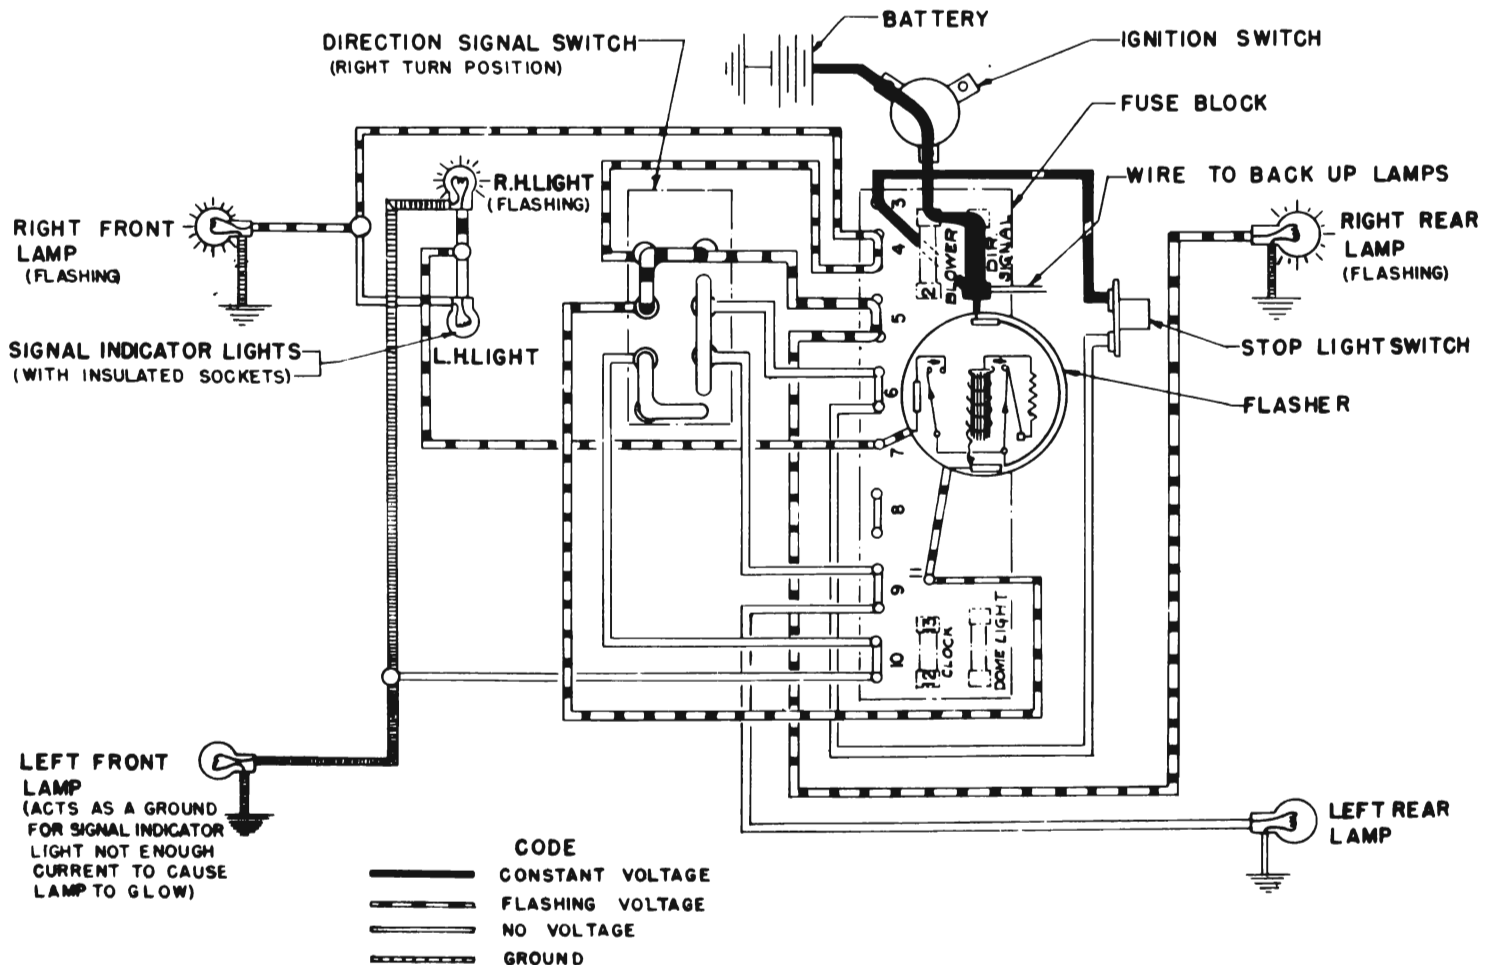 BATTERY
DIRECTION SIGNAL SWITCH
(RIGHT TURN POSITION)
IGNITION SWITCH
FUSE BLOCK
WIRE TO BACK UP LAMPS
R.H.LIGHT
(FLASHING)
RIGHT FRONT
LAMP
(FLASHING)
RIGHT REAR
LAMP
(FLASHING)
3
4
BLOWER
2
DIR
SIGNAL
5
SIGNAL INDICATOR LIGHTS
(WITH INSULATED SOCKETS)
L.H.LIGHT
STOP LIGHT SWITCH
FLASHER
6
7
8
9
11
10
3
CLOCK
2
DOME LIGHT
LEFT FRONT
LAMP
(ACTS AS A GROUND
FOR SIGNAL INDICATOR
LIGHT NOT ENOUGH
CURRENT TO CAUSE
LAMP TO GLOW)
LEFT REAR
LAMP
CODE
CONSTANT VOLTAGE
FLASHING VOLTAGE
NO VOLTAGE
GROUND